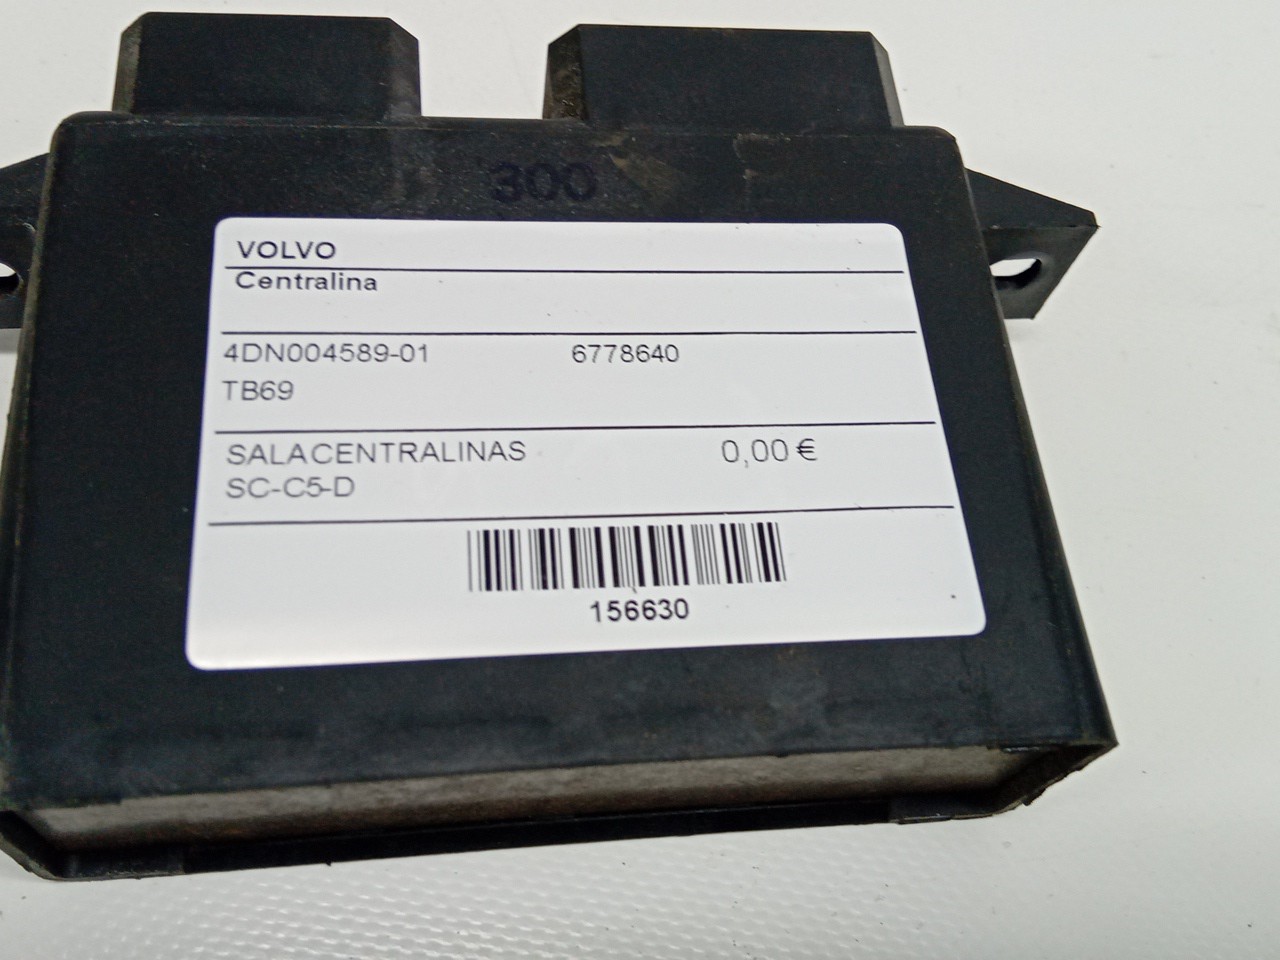 300
VOLVO
Centralina
4DN004589-01 6778640
TB69
SALACENTRALINAS 0,00 €
SC-C5-D
156630